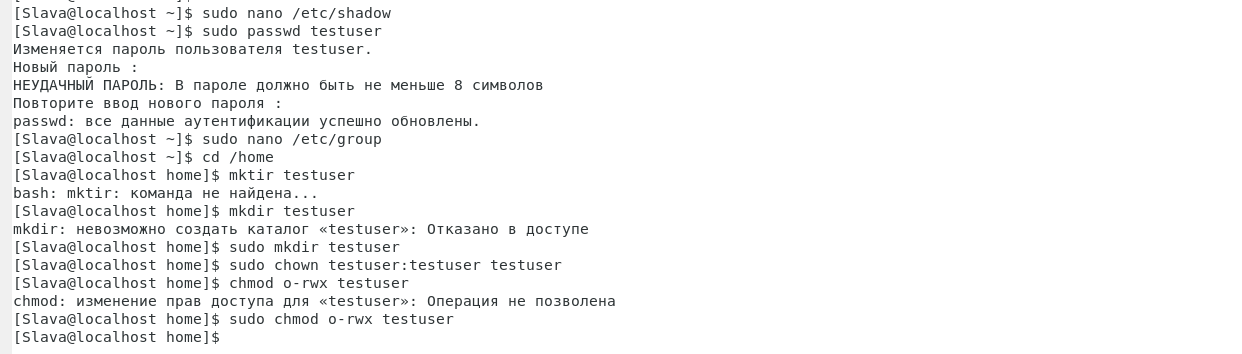 [Slava@localhost ~]$ sudo nano /etc/shadow
[Slava@localhost ~]$ sudo passwd testuser
Изменяется пароль пользователя testuser.
Новый пароль :
НЕУДАЧНЫЙ ПАРОЛЬ: В пароле должно быть не меньше 8 символов
Повторите ввод нового пароля :
passwd: все данные аутентификации успешно обновлены.
[Slava@localhost ~]$ sudo nano /etc/group
[Slava@localhost ~]$ cd /home
[Slava@localhost home]$ mktir testuser
bash: mktir: команда не найдена...
[Slava@localhost home]$ mkdir testuser
mkdir: невозможно создать каталог «testuser»: Отказано в доступе
[Slava@localhost home]$ sudo mkdir testuser
[Slava@localhost home]$ sudo chown testuser:testuser testuser
[Slava@localhost home]$ chmod o-rwx testuser
chmod: изменение прав доступа для «testuser»: Операция не позволена
[Slava@localhost home]$ sudo chmod o-rwx testuser
[Slava@localhost home]$